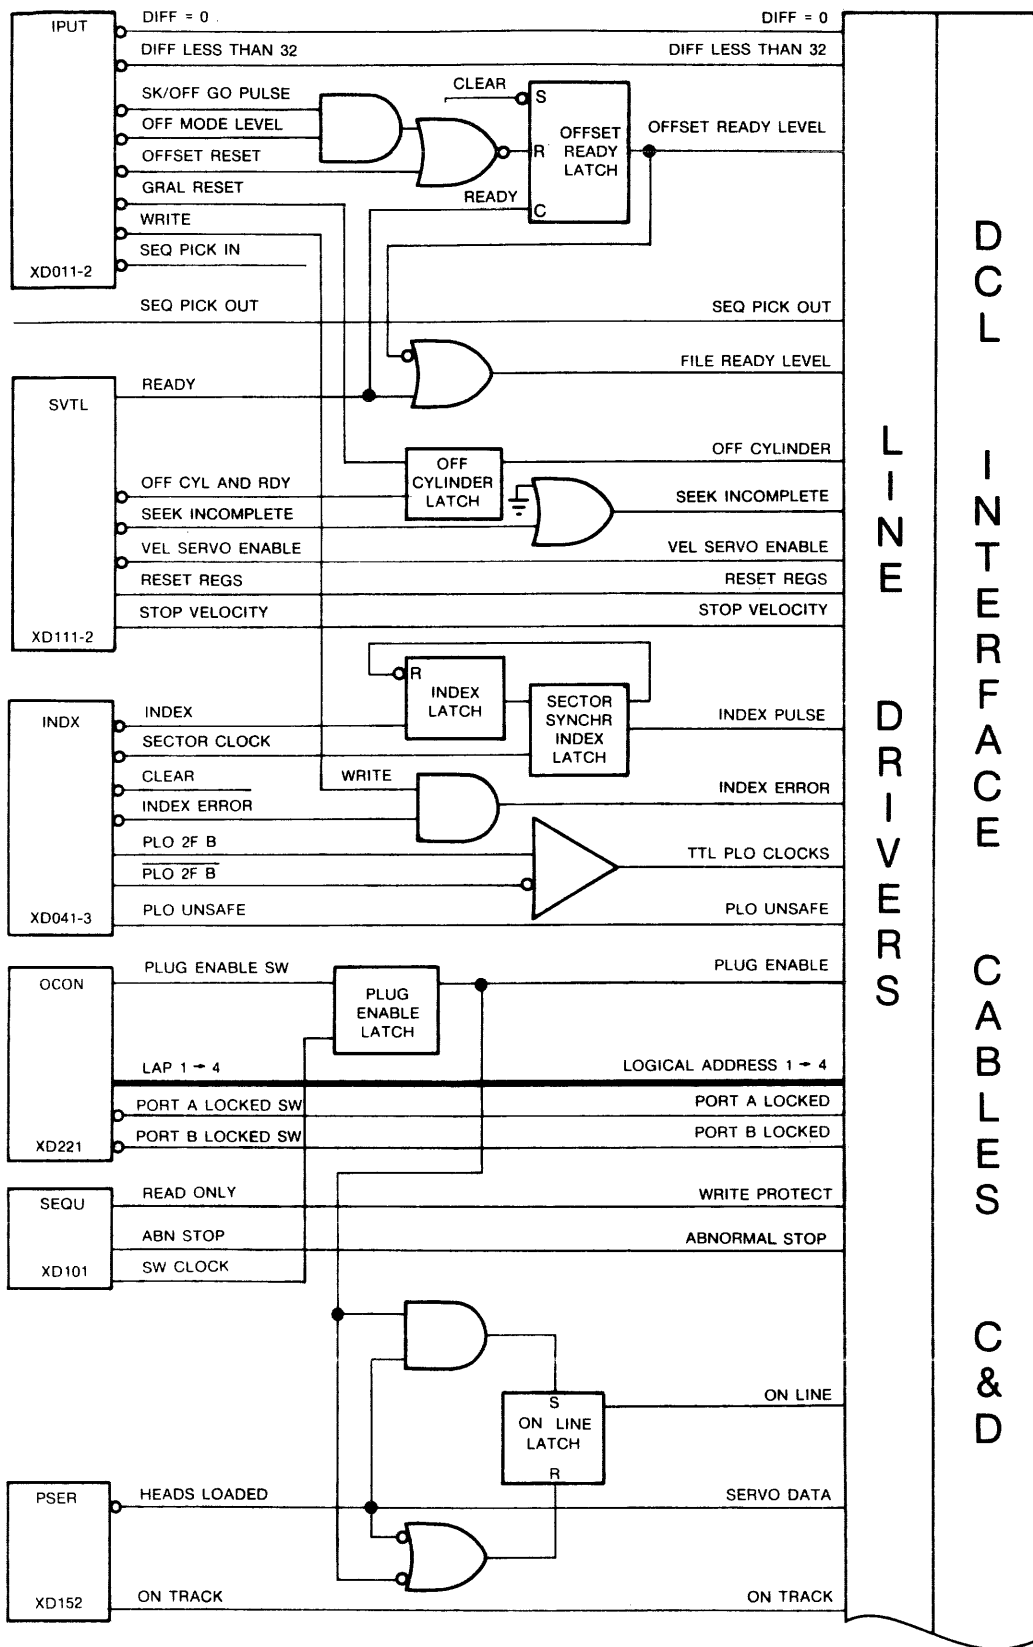 IPUT
DIFF = 0
DIFF = 0
DIFF LESS THAN 32
DIFF LESS THAN 32
SK/OFF GO PULSE
CLEAR
S
OFF MODE LEVEL
OFFSET
READY
LATCH
OFFSET READY LEVEL
OFFSET RESET
R
GRAL RESET
READY
C
WRITE
SEQ PICK IN
XD011-2
SEQ PICK OUT
SEQ PICK OUT
FILE READY LEVEL
READY
SVTL
OFF
CYLINDER
LATCH
OFF CYLINDER
OFF CYL AND RDY
SEEK INCOMPLETE
SEEK INCOMPLETE
VEL SERVO ENABLE
VEL SERVO ENABLE
RESET REGS
RESET REGS
STOP VELOCITY
STOP VELOCITY
XD111-2
R
INDEX
LATCH
INDX
INDEX
SECTOR
SYNCHR
INDEX
LATCH
INDEX PULSE
SECTOR CLOCK
CLEAR
WRITE
INDEX ERROR
INDEX ERROR
PLO 2F B
TTL PLO CLOCKS
PLO 2F B
PLO UNSAFE
PLO UNSAFE
XD041-3
OCON
PLUG ENABLE SW
PLUG
ENABLE
LATCH
PLUG ENABLE
LAP 1 → 4
LOGICAL ADDRESS 1 → 4
PORT A LOCKED SW
PORT A LOCKED
PORT B LOCKED SW
PORT B LOCKED
XD221
SEQU
READ ONLY
WRITE PROTECT
ABN STOP
ABNORMAL STOP
SW CLOCK
XD101
S
ON LINE
LATCH
R
ON LINE
PSER
HEADS LOADED
SERVO DATA
ON TRACK
ON TRACK
XD152
LINE DRIVERS
DCL INTERFACE CABLES C&D